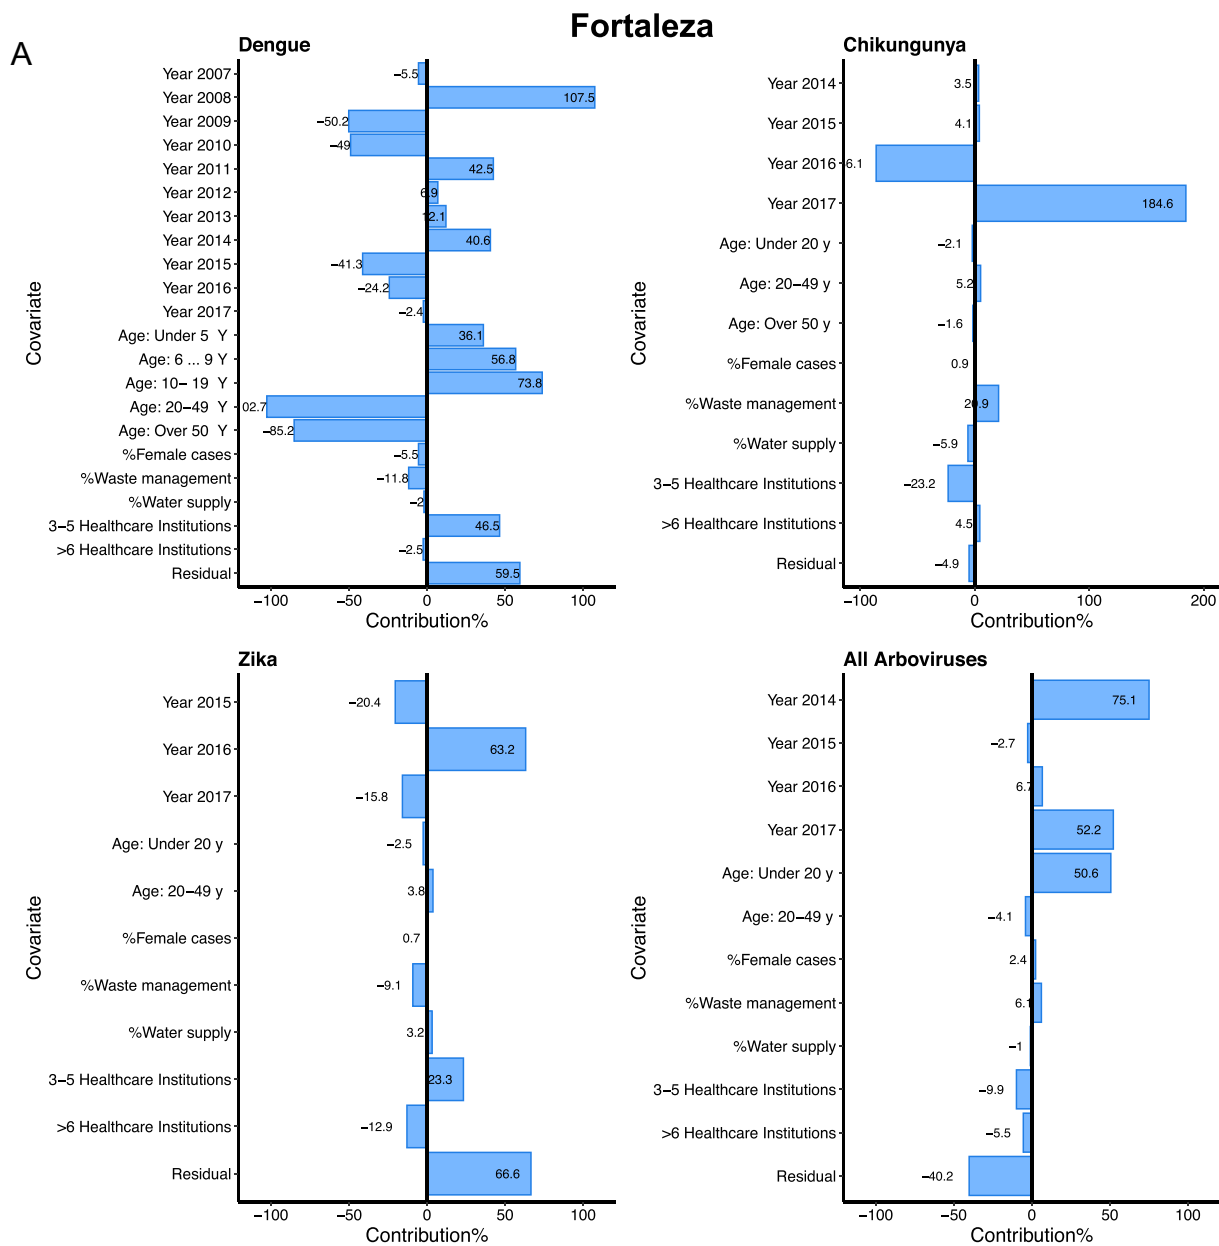 Fortaleza
A
Dengue
Covariate
Year 2007 −5.5
Year 2008 107.5
Year 2009 −50.2
Year 2010 −49
Year 2011 42.5
Year 2012 6.9
Year 2013 12.1
Year 2014 40.6
Year 2015 −41.3
Year 2016 −24.2
Year 2017 −2.4
Age: Under 5 Y 36.1
Age: 6 ... 9 Y 56.8
Age: 10− 19 Y 73.8
Age: 20−49 Y 02.7
Age: Over 50 Y −85.2
%Female cases −5.5
%Waste management −11.8
%Water supply −2
3−5 Healthcare Institutions 46.5
>6 Healthcare Institutions −2.5
Residual 59.5
−100 −50 0 50 100
Contribution%
Chikungunya
Covariate
Year 2014 3.5
Year 2015 4.1
Year 2016 6.1
Year 2017 184.6
Age: Under 20 y −2.1
Age: 20−49 y 5.2
Age: Over 50 y −1.6
%Female cases 0.9
%Waste management 20.9
%Water supply −5.9
3−5 Healthcare Institutions −23.2
>6 Healthcare Institutions 4.5
Residual −4.9
−100 0 100 200
Contribution%
Zika
Covariate
Year 2015 −20.4
Year 2016 63.2
Year 2017 −15.8
Age: Under 20 y −2.5
Age: 20−49 y 3.8
%Female cases 0.7
%Waste management −9.1
%Water supply 3.2
3−5 Healthcare Institutions 23.3
>6 Healthcare Institutions −12.9
Residual 66.6
−100 −50 0 50 100
Contribution%
All Arboviruses
Covariate
Year 2014 75.1
Year 2015 −2.7
Year 2016 6.7
Year 2017 52.2
Age: Under 20 y 50.6
Age: 20−49 y −4.1
%Female cases 2.4
%Waste management 6.1
%Water supply −1
3−5 Healthcare Institutions −9.9
>6 Healthcare Institutions −5.5
Residual −40.2
−100 −50 0 50 100
Contribution%